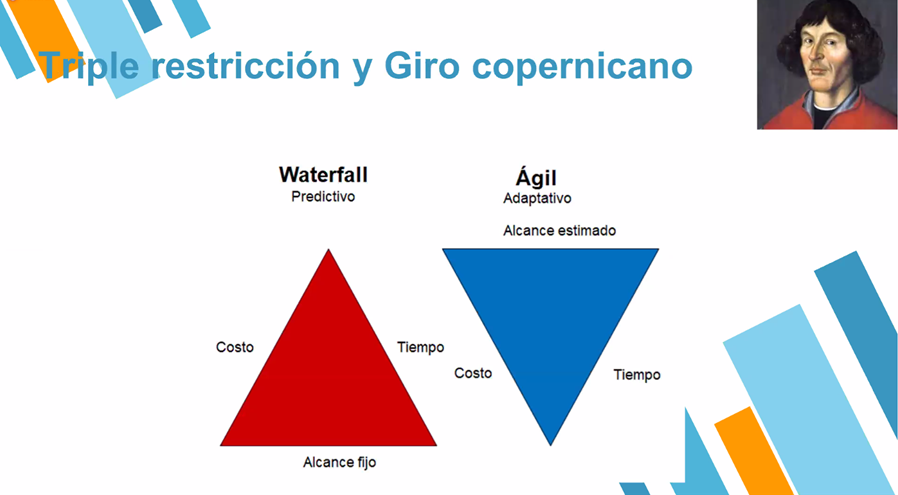 Triple restricción y Giro copernicano
Waterfall
Predictivo
Costo
Tiempo
Alcance fijo
Ágil
Adaptativo
Alcance estimado
Costo
Tiempo